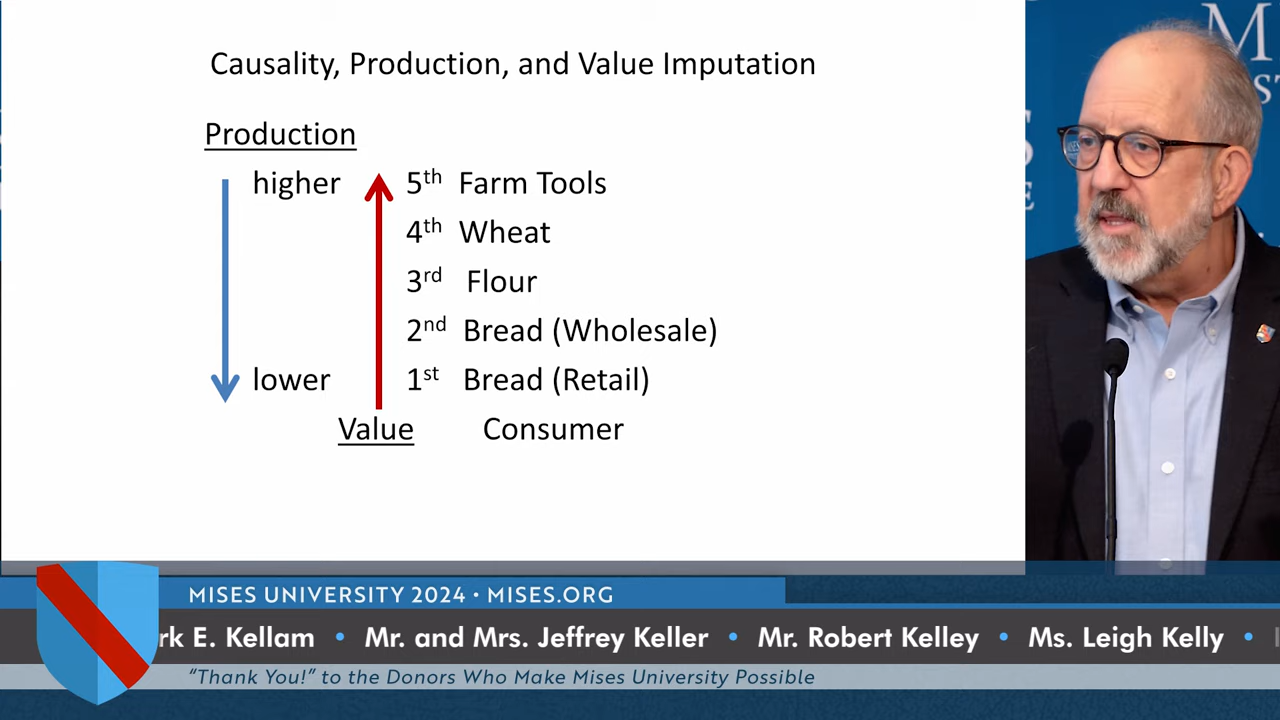 Causality, Production, and Value Imputation
Production
higher 5th Farm Tools
4th Wheat
3rd Flour
2nd Bread (Wholesale)
lower 1st Bread (Retail)
Value Consumer
MISES UNIVERSITY 2024 • MISES.ORG
E. Kellam • Mr. and Mrs. Jeffrey Keller • Mr. Robert Kelley • Ms. Leigh Kelly •
“Thank You!” to the Donors Who Make Mises University Possible